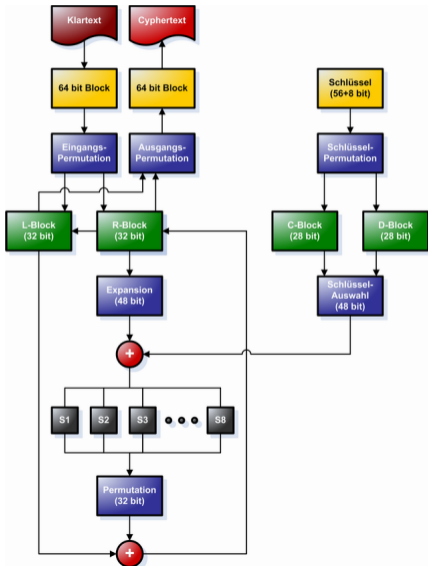 Klartext
Cyphertext
64 bit Block
64 bit Block
Schlüssel
(56+8 bit)
Eingangs-
Permutation
Ausgangs-
Permutation
Schlüssel-
Permutation
L-Block
(32 bit)
R-Block
(32 bit)
C-Block
(28 bit)
D-Block
(28 bit)
Expansion
(48 bit)
Schlüssel-
Auswahl
(48 bit)
+
S1
S2
S3
S8
Permutation
(32 bit)
+